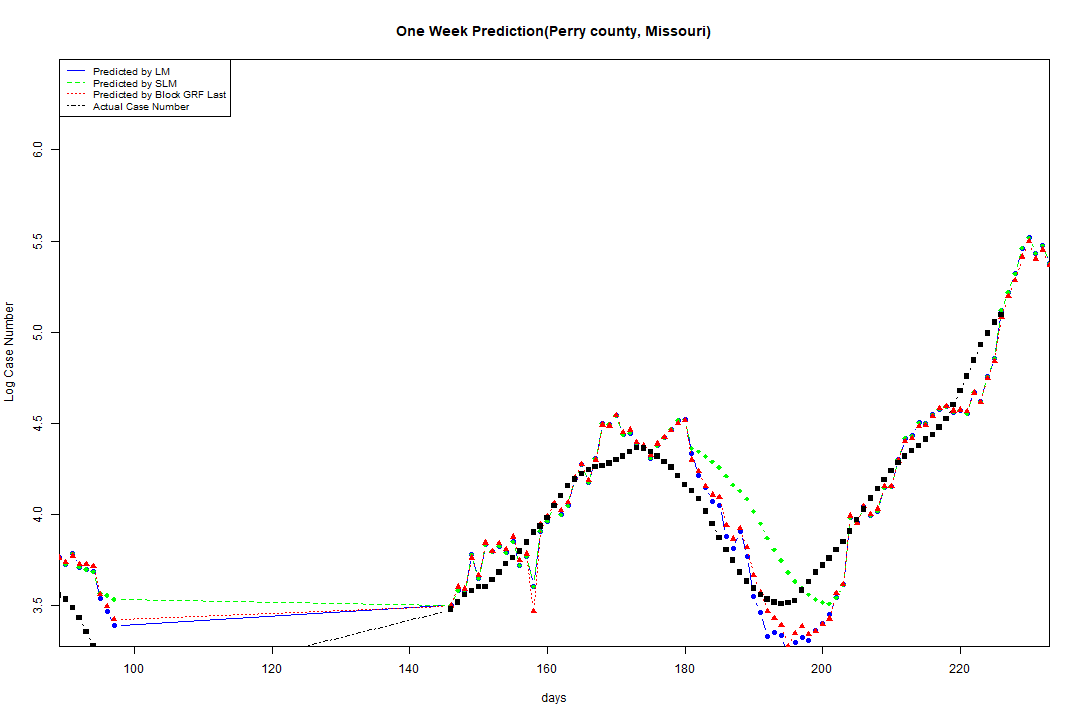 One Week Prediction(Perry county, Missouri)
Predicted by LM
Predicted by SLM
Predicted by Block GRF Last
Actual Case Number
6.0
5.5
5.0
4.5
4.0
3.5
Log Case Number
100 120 140 160 180 200 220
days